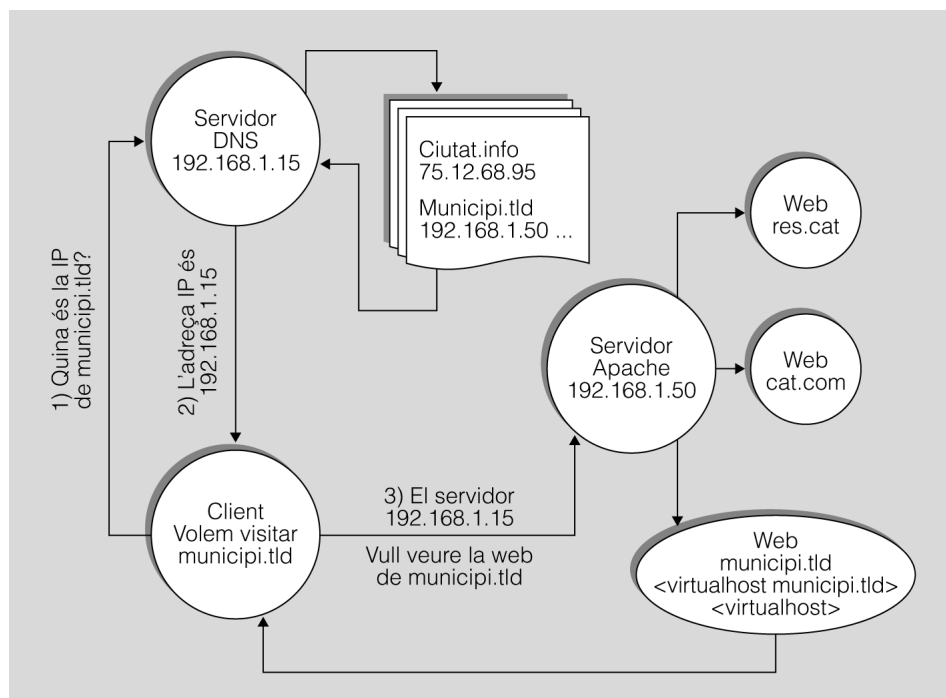 Servidor
DNS
192.168.1.15
Ciutat.info
75.12.68.95
Municipi.tld
192.168.1.50 ...
1) Quina és la IP
de municipi.tld?
2) L'adreça IP és
192.168.1.15
Web
res.cat
Servidor
Apache
192.168.1.50
Web
cat.com
Client
Volem visitar
municipi.tld
3) El servidor
192.168.1.15
Vull veure la web
de municipi.tld
Web
municipi.tld
<virtualhost municipi.tld>
<virtualhost>